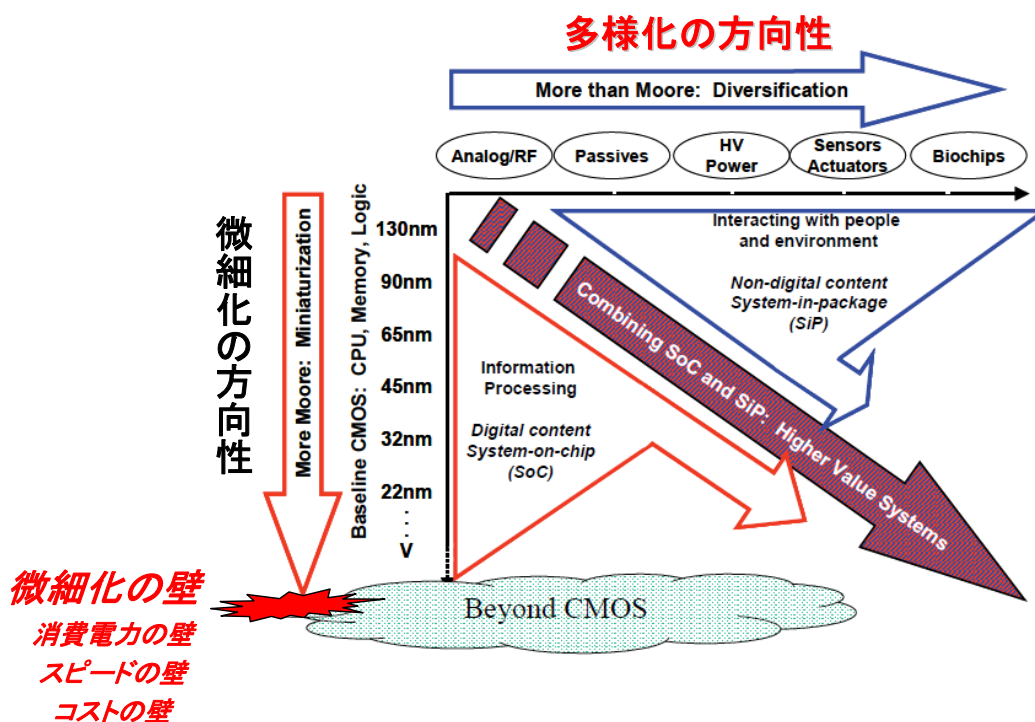 多様化の方向性
More than Moore: Diversification
Analog/RF
Passives
HV
Power
Sensors
Actuators
Biochips
微細化の方向性
More Moore: Miniaturization
Baseline CMOS: CPU, Memory, Logic
130nm
90nm
65nm
45nm
32nm
22nm
.
.
.
V
Interacting with people
and environment
Non-digital content
System-in-package
(SiP)
Combining SoC and SiP: Higher Value Systems
Information
Processing
Digital content
System-on-chip
(SoC)
Beyond CMOS
微細化の壁
消費電力の壁
スピードの壁
コストの壁